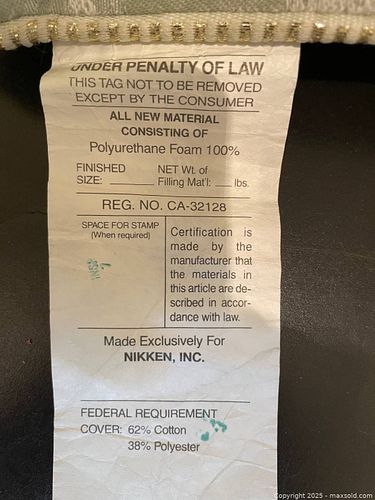 UNDER PENALTY OF LAW
THIS TAG NOT TO BE REMOVED
EXCEPT BY THE CONSUMER
ALL NEW MATERIAL
CONSISTING OF
Polyurethane Foam 100%
FINISHED
SIZE: ________
NET Wt. of
Filling Mat'l: ___ lbs.
REG. NO. CA-32128
SPACE FOR STAMP
(When required)
Certification is
made by the
manufacturer that
the materials in
this article are de-
scribed in accor-
dance with law.
Made Exclusively For
NIKKEN, INC.
FEDERAL REQUIREMENT
COVER: 62% Cotton
38% Polyester
Copyright 2025 - maxsold.com